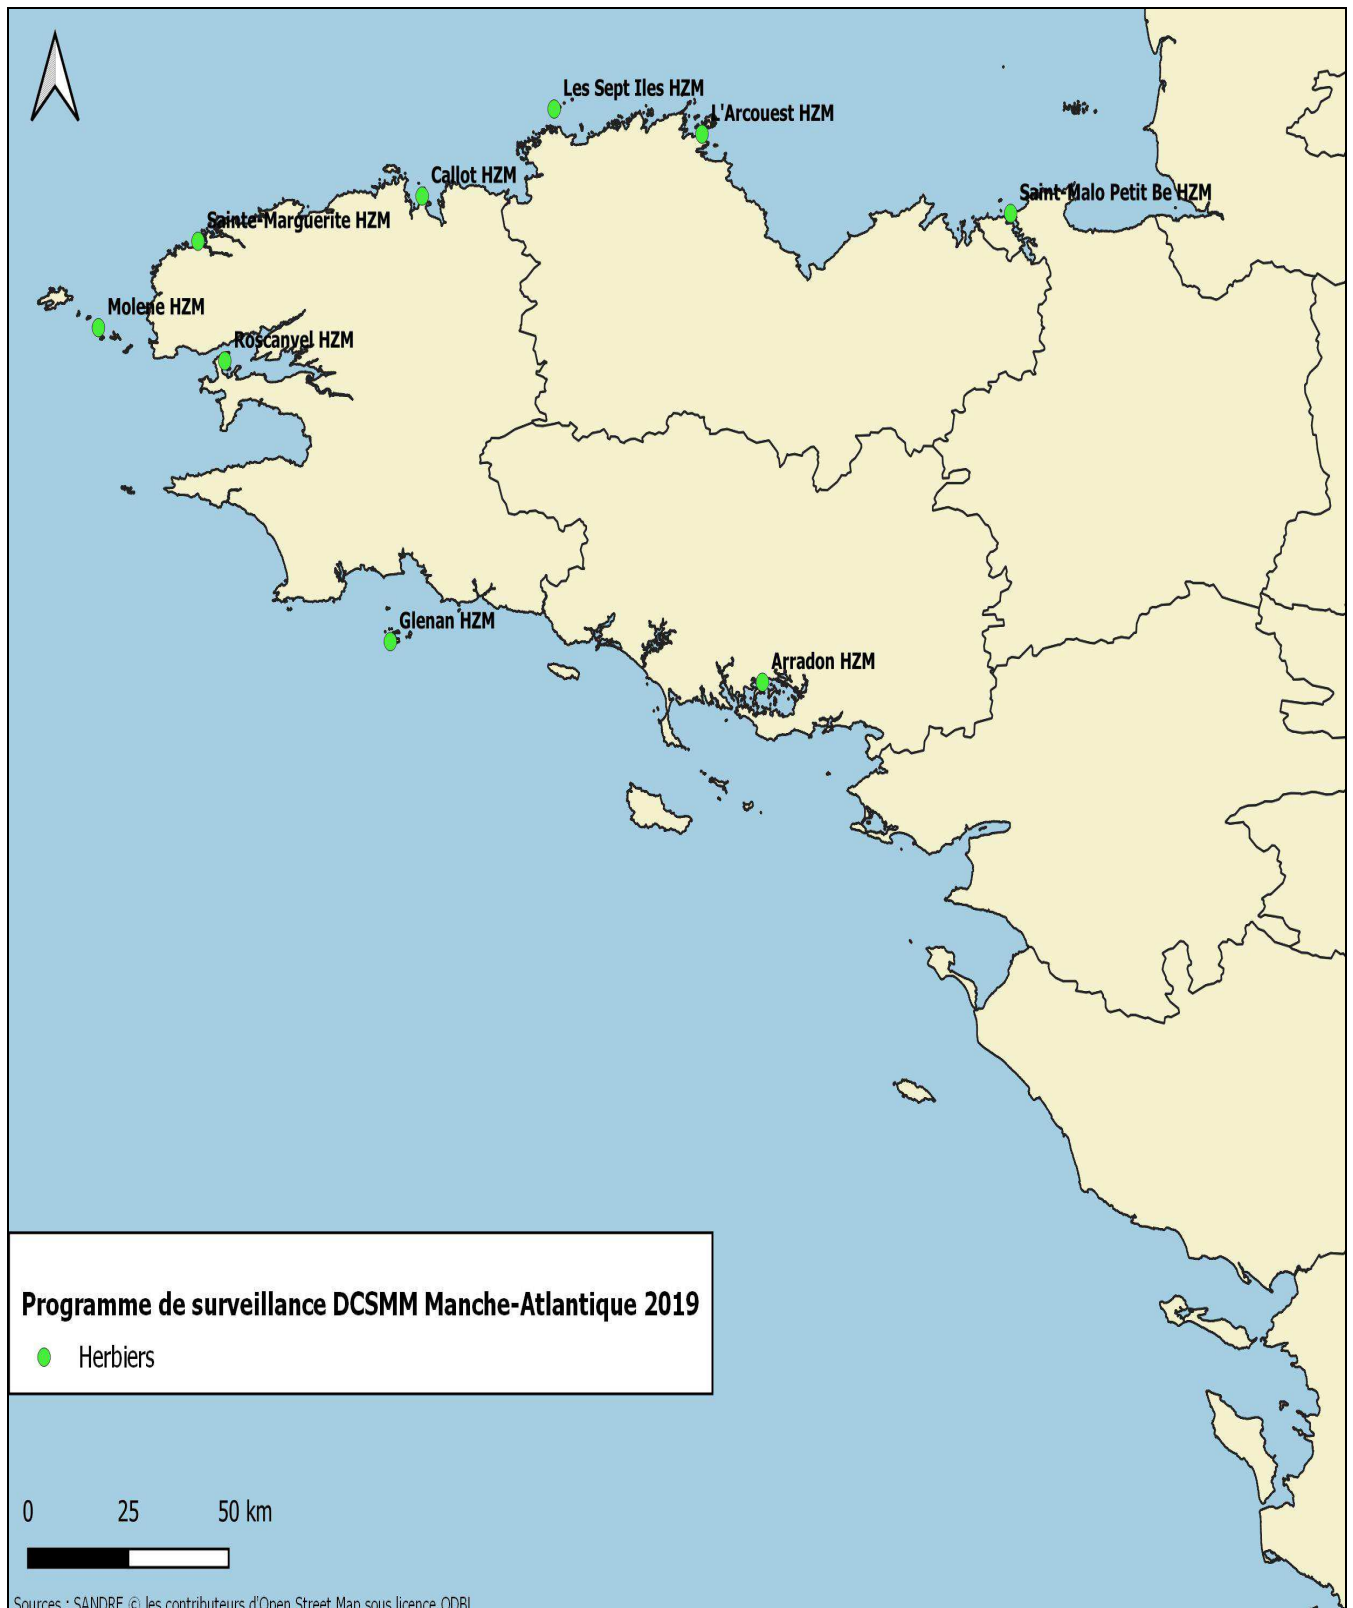 Les Sept Iles HZM
L'Arcouest HZM
Callot HZM
Saint-Malo Petit Be HZM
Sainte-Marguerite HZM
Molene HZM
Roscanvel HZM
Glenan HZM
Arradon HZM
Programme de surveillance DCSMM Manche-Atlantique 2019
Herbiers
0 25 50 km
Sources : SANDRE © les contributeurs d'Open Street Map sous licence ODBL